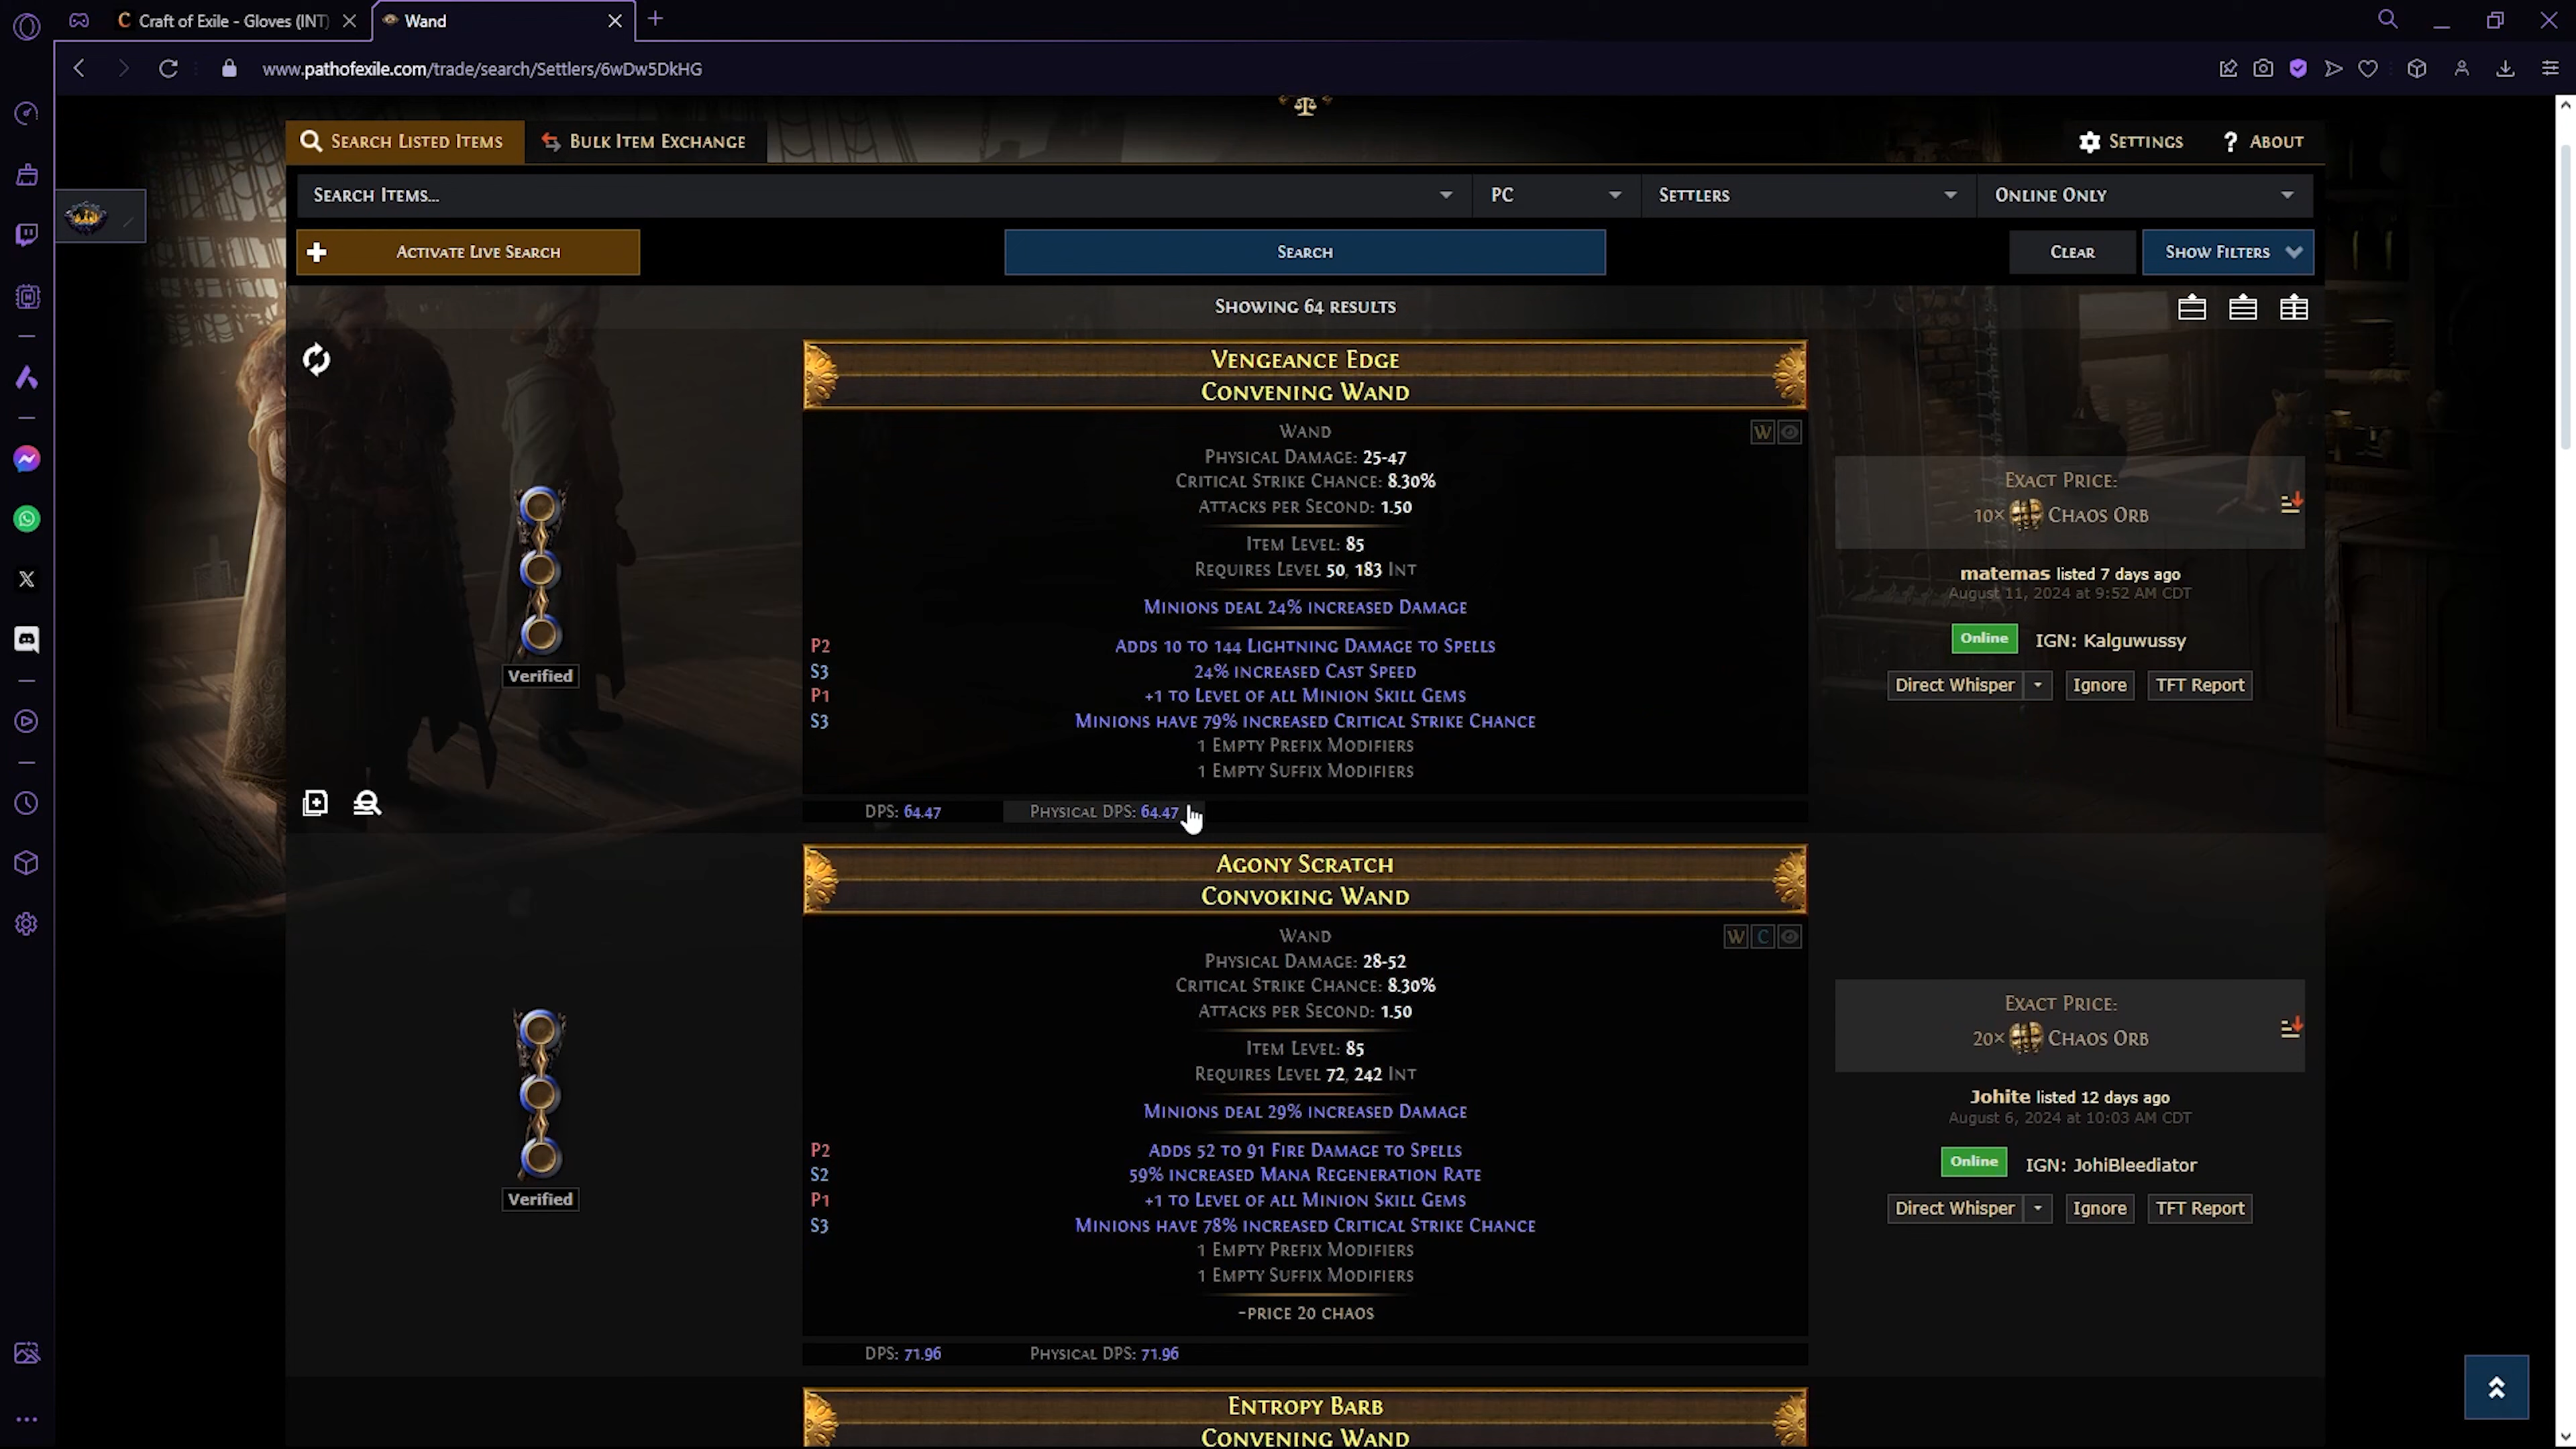 Craft of Exile - Gloves (INT)
Wand
www.pathofexile.com/trade/search/Settlers/6wDw5DkHG
Search Listed Items
Bulk Item Exchange
Settings
? About
Search Items...
PC
Settlers
Online Only
Activate Live Search
Search
Clear
Show Filters
Showing 64 results
Vengeance Edge
Convening Wand
Wand
W
Physical Damage: 25-47
Critical Strike Chance: 8.30%
Attacks per Second: 1.50
Item Level: 85
Requires Level 50, 183 Int
Minions deal 24% increased Damage
P2 Adds 10 to 144 Lightning Damage to Spells
S3 24% increased Cast Speed
P1 +1 to Level of all Minion Skill Gems
S3 Minions have 79% increased Critical Strike Chance
1 Empty Prefix Modifiers
1 Empty Suffix Modifiers
DPS: 64.47
Physical DPS: 64.47
Verified
Exact Price:
10× Chaos Orb
matemas listed 7 days ago
August 11, 2024 at 9:52 AM CDT
Online IGN: Kalguwussy
Direct Whisper
Ignore
TFT Report
Agony Scratch
Convoking Wand
Wand
W C
Physical Damage: 28-52
Critical Strike Chance: 8.30%
Attacks per Second: 1.50
Item Level: 85
Requires Level 72, 242 Int
Minions deal 29% increased Damage
P2 Adds 52 to 91 Fire Damage to Spells
S2 59% increased Mana Regeneration Rate
P1 +1 to Level of all Minion Skill Gems
S3 Minions have 78% increased Critical Strike Chance
1 Empty Prefix Modifiers
1 Empty Suffix Modifiers
~price 20 chaos
DPS: 71.96
Physical DPS: 71.96
Verified
Exact Price:
20× Chaos Orb
Johite listed 12 days ago
August 6, 2024 at 10:03 AM CDT
Online IGN: JohiBleediator
Direct Whisper
Ignore
TFT Report
Entropy Barb
Convening Wand